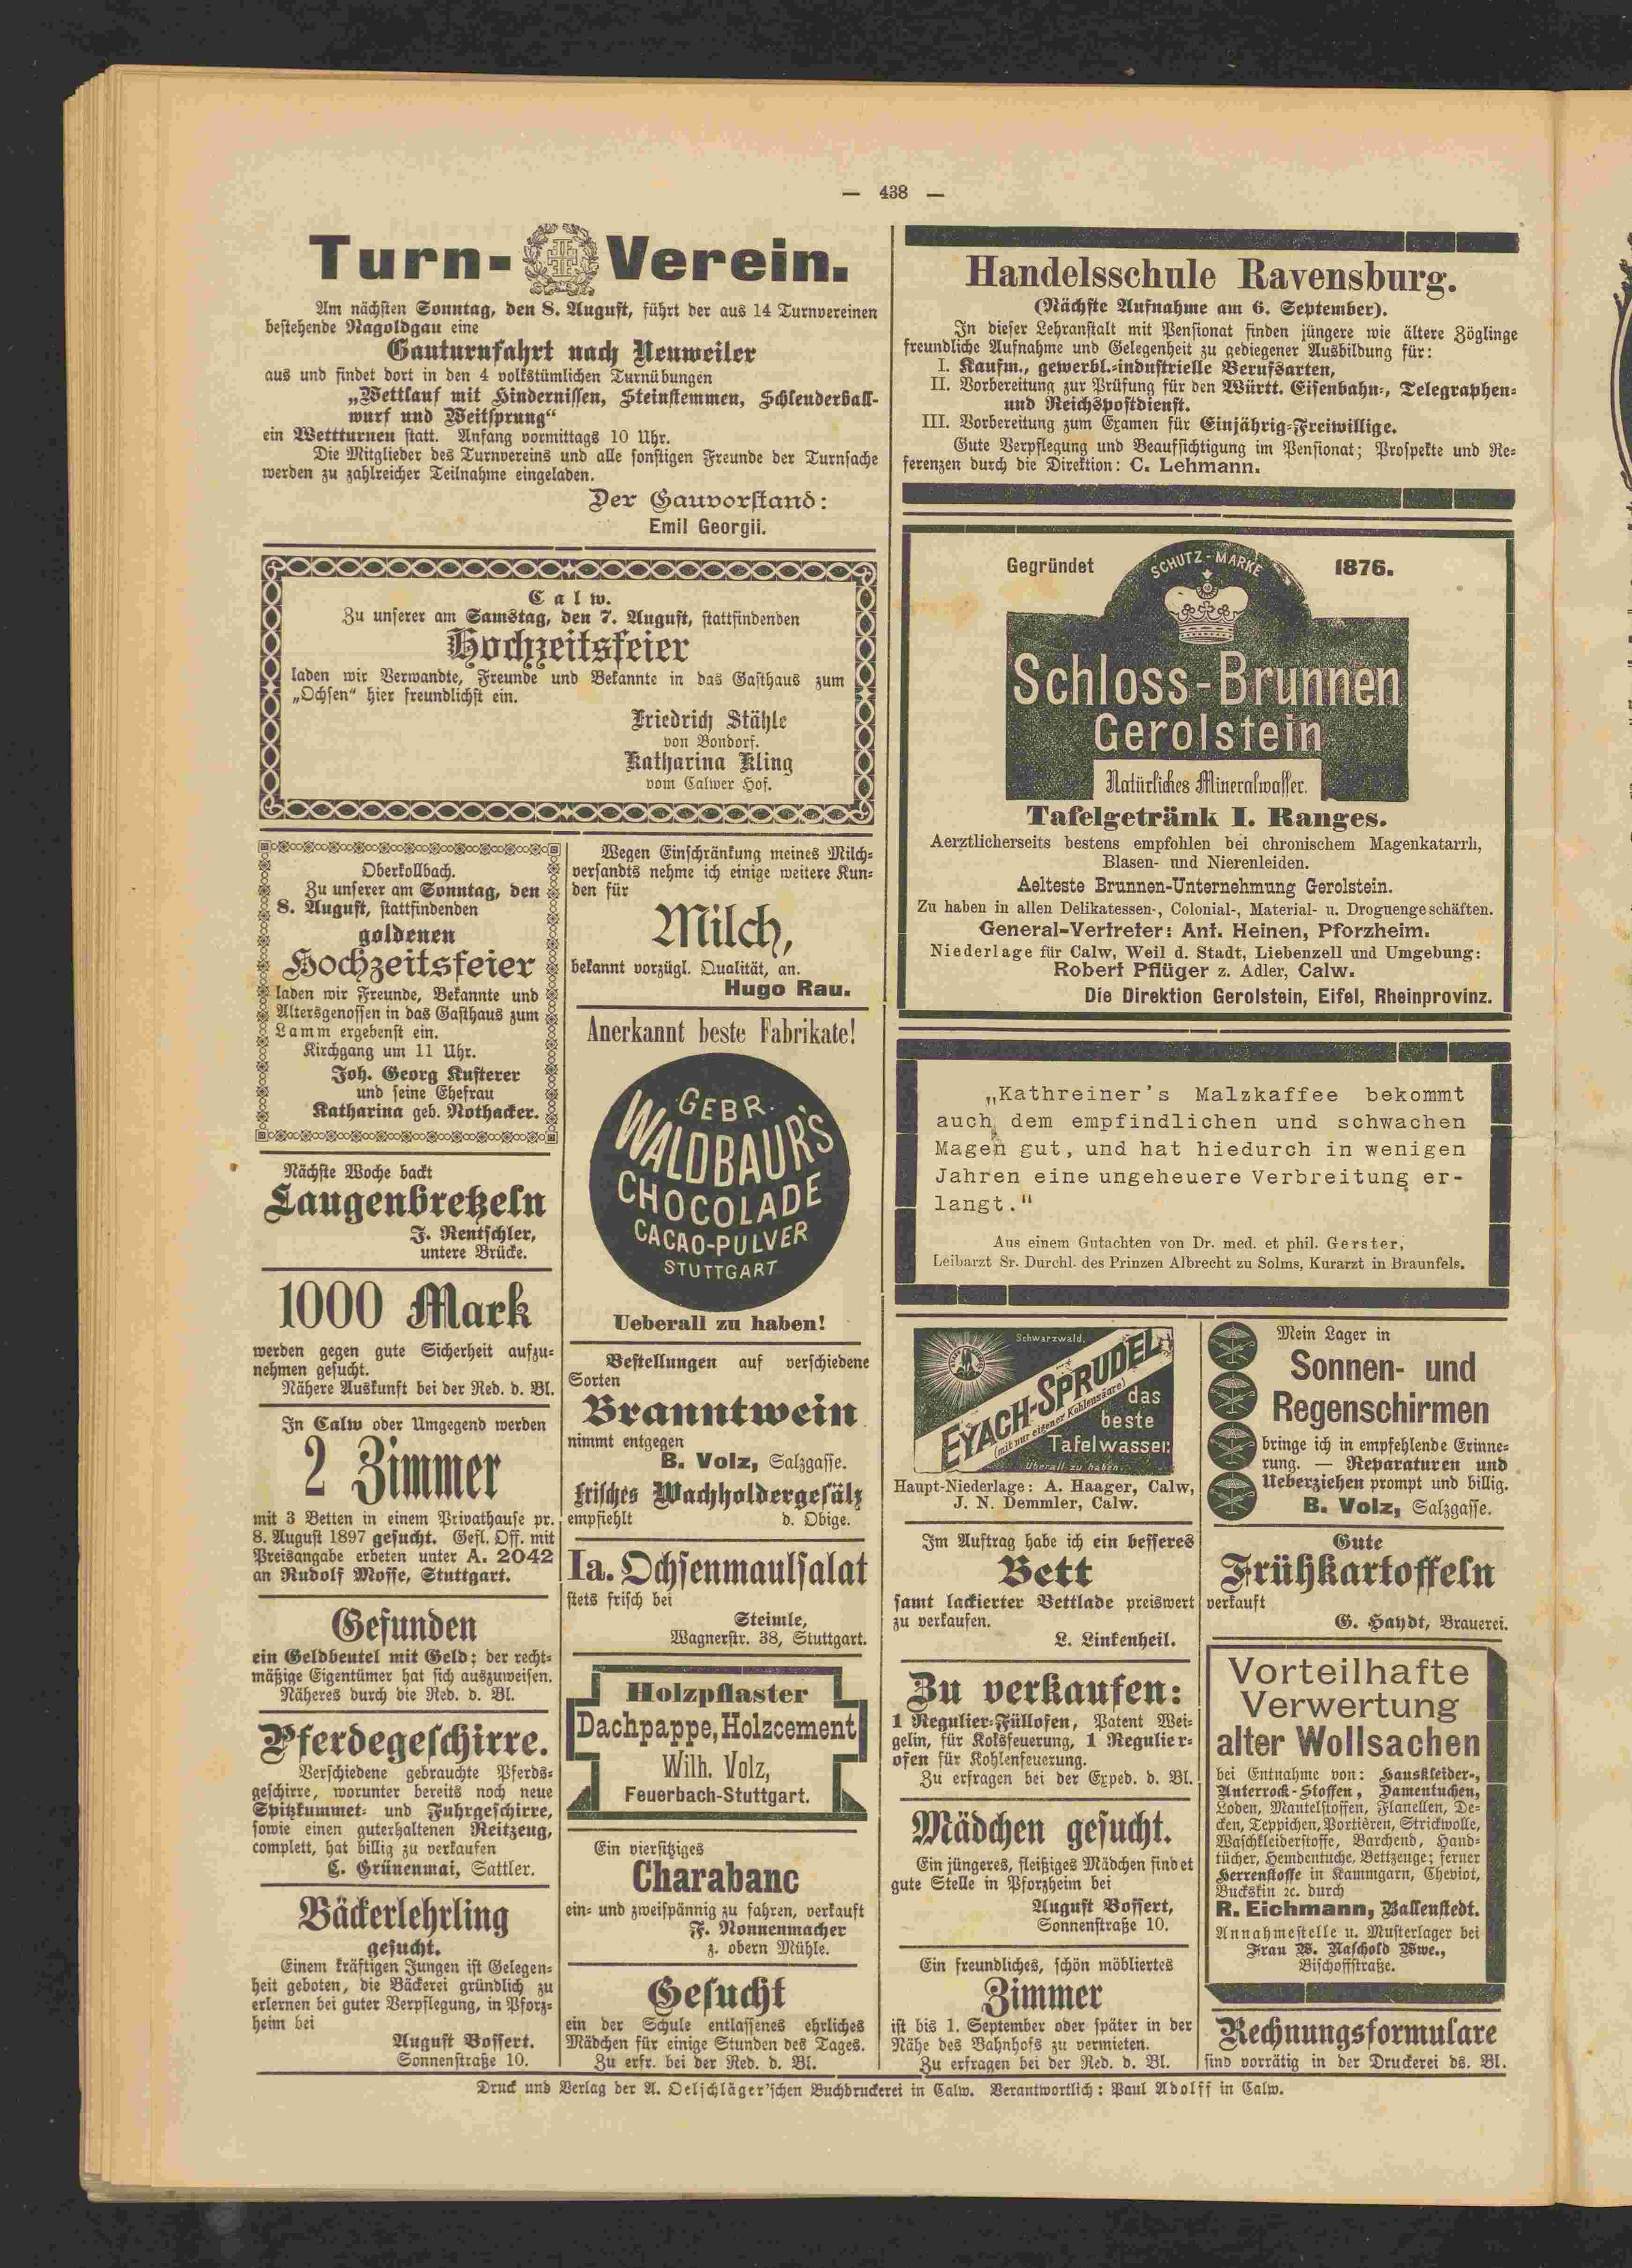 — 438 —
Turn-Verein.
Am nächsten Sonntag, den 8. August, führt der aus 14 Turnvereinen
bestehende Nagoldgau eine
Gauturnfahrt nach Neuweiler
aus und findet dort in den 4 volkstümlichen Turnübungen
„Wettlauf mit Hindernissen, Steinstemmen, Schleuderball-
wurf und Weitsprung“
ein Wettturnen statt. Anfang vormittags 10 Uhr.
Die Mitglieder des Turnvereins und alle sonstigen Freunde der Turnsache
werden zu zahlreicher Teilnahme eingeladen.
Der Gauvorstand:
Emil Georgii.
Calw.
Zu unserer am Samstag, den 7. August, stattfindenden
Hochzeitsfeier
laden wir Verwandte, Freunde und Bekannte in das Gasthaus zum
„Ochsen“ hier freundlichst ein.
Friedrich Stähle
von Bondorf.
Katharina Kling
vom Calwer Hof.
Oberkollbach.
Zu unserer am Sonntag, den
8. August, stattfindenden
goldenen
Hochzeitsfeier
laden wir Freunde, Bekannte und
Altersgenossen in das Gasthaus zum
Lamm ergebenst ein.
Kirchgang um 11 Uhr.
Joh. Georg Kusterer
und seine Ehefrau
Katharina geb. Nothacker.
Nächste Woche backt
Laugenbretzeln
J. Rentschler,
untere Brücke.
1000 Mark
werden gegen gute Sicherheit aufzu-
nehmen gesucht.
Nähere Auskunft bei der Red. d. Bl.
In Calw oder Umgegend werden
2 Zimmer
mit 3 Betten in einem Privathause pr.
8. August 1897 gesucht. Gefl. Off. mit
Preisangabe erbeten unter A. 2042
an Rudolf Mosse, Stuttgart.
Gefunden
ein Geldbeutel mit Geld; der recht-
mäßige Eigentümer hat sich auszuweisen.
Näheres durch die Red. d. Bl.
Pferdegeschirre.
Verschiedene gebrauchte Pferds-
geschirre, worunter bereits noch neue
Spitzkummet- und Fuhrgeschirre,
sowie einen guterhaltenen Reitzeug,
complett, hat billig zu verkaufen
C. Grünenmai, Sattler.
Bäckerlehrling
gesucht.
Einem kräftigen Jungen ist Gelegen-
heit geboten, die Bäckerei gründlich zu
erlernen bei guter Verpflegung, in Pforz-
heim bei
August Bossert.
Sonnenstraße 10.
Wegen Einschränkung meines Milch-
versandts nehme ich einige weitere Kun-
den für
Milch,
bekannt vorzügl. Qualität, an.
Hugo Rau.
Anerkannt beste Fabrikate!
GEBR.
WALDBAUR'S
CHOCOLADE
CACAO-PULVER
STUTTGART
Ueberall zu haben!
Bestellungen auf verschiedene
Sorten
Branntwein
nimmt entgegen
B. Volz, Salzgasse.
frisches Wachholdergesälz
empfiehlt d. Obige.
Ia. Ochsenmaulsalat
stets frisch bei
Steimle,
Wagnerstr. 38, Stuttgart.
Holzpflaster
Dachpappe, Holzcement
Wilh. Volz,
Feuerbach-Stuttgart.
Ein viersitziges
Charabanc
ein- und zweispännig zu fahren, verkauft
F. Nonnenmacher
z. obern Mühle.
Gesucht
ein der Schule entlassenes ehrliches
Mädchen für einige Stunden des Tages.
Zu erfr. bei der Red. d. Bl.
Handelsschule Ravensburg.
(Nächste Aufnahme am 6. September).
In dieser Lehranstalt mit Pensionat finden jüngere wie ältere Zöglinge
freundliche Aufnahme und Gelegenheit zu gediegener Ausbildung für:
I. Kaufm., gewerbl.-industrielle Berufsarten,
II. Vorbereitung zur Prüfung für den Württ. Eisenbahn-, Telegraphen-
und Reichspostdienst.
III. Vorbereitung zum Examen für Einjährig-Freiwillige.
Gute Verpflegung und Beaufsichtigung im Pensionat; Prospekte und Re-
ferenzen durch die Direktion: C. Lehmann.
Gegründet 1876.
SCHUTZ-MARKE
Schloss-Brunnen
Gerolstein
Natürliches Mineralwasser.
Tafelgetränk I. Ranges.
Aerztlicherseits bestens empfohlen bei chronischem Magenkatarrh,
Blasen- und Nierenleiden.
Aelteste Brunnen-Unternehmung Gerolstein.
Zu haben in allen Delikatessen-, Colonial-, Material- u. Droguengeschäften.
General-Vertreter: Ant. Heinen, Pforzheim.
Niederlage für Calw, Weil d. Stadt, Liebenzell und Umgebung:
Robert Pflüger z. Adler, Calw.
Die Direktion Gerolstein, Eifel, Rheinprovinz.
„Kathreiner's Malzkaffee bekommt
auch dem empfindlichen und schwachen
Magen gut, und hat hiedurch in wenigen
Jahren eine ungeheuere Verbreitung er-
langt."
Aus einem Gutachten von Dr. med. et phil. Gerster,
Leibarzt Sr. Durchl. des Prinzen Albrecht zu Solms, Kurarzt in Braunfels.
Schwarzwald.
EYACH-SPRUDEL
(mit nur eigener Kohlensäure)
das
beste
Tafelwasser:
Überall zu haben.
Haupt-Niederlage: A. Haager, Calw,
J. N. Demmler, Calw.
Im Auftrag habe ich ein besseres
Bett
samt lackierter Bettlade preiswert
zu verkaufen.
L. Linkenheil.
Zu verkaufen:
1 Regulier-Füllofen, Patent Wei-
gelin, für Koksfeuerung, 1 Regulier-
ofen für Kohlenfeuerung.
Zu erfragen bei der Exped. d. Bl.
Mädchen gesucht.
Ein jüngeres, fleißiges Mädchen findet
gute Stelle in Pforzheim bei
August Bossert,
Sonnenstraße 10.
Ein freundliches, schön möbliertes
Zimmer
ist bis 1. September oder später in der
Nähe des Bahnhofs zu vermieten.
Zu erfragen bei der Red. d. Bl.
Mein Lager in
Sonnen- und
Regenschirmen
bringe ich in empfehlende Erinne-
rung. — Reparaturen und
Ueberziehen prompt und billig.
B. Volz, Salzgasse.
Gute
Frühkartoffeln
verkauft
G. Haydt, Brauerei.
Vorteilhafte
Verwertung
alter Wollsachen
bei Entnahme von: Hauskleider-,
Unterrock-Stoffen, Damentuchen,
Loden, Mantelstoffen, Flanellen, De-
cken, Teppichen, Portièren, Strickwolle,
Waschkleiderstoffe, Barchend, Hand-
tücher, Hemdentuche, Bettzeuge; ferner
Herrenstoffe in Kammgarn, Cheviot,
Buckskin ꝛc. durch
R. Eichmann, Ballenstedt.
Annahmestelle u. Musterlager bei
Frau W. Naschold Wwe.,
Bischoffstraße.
Rechnungsformulare
sind vorrätig in der Druckerei ds. Bl.
Druck und Verlag der A. Oelschläger'schen Buchdruckerei in Calw. Verantwortlich: Paul Adolff in Calw.